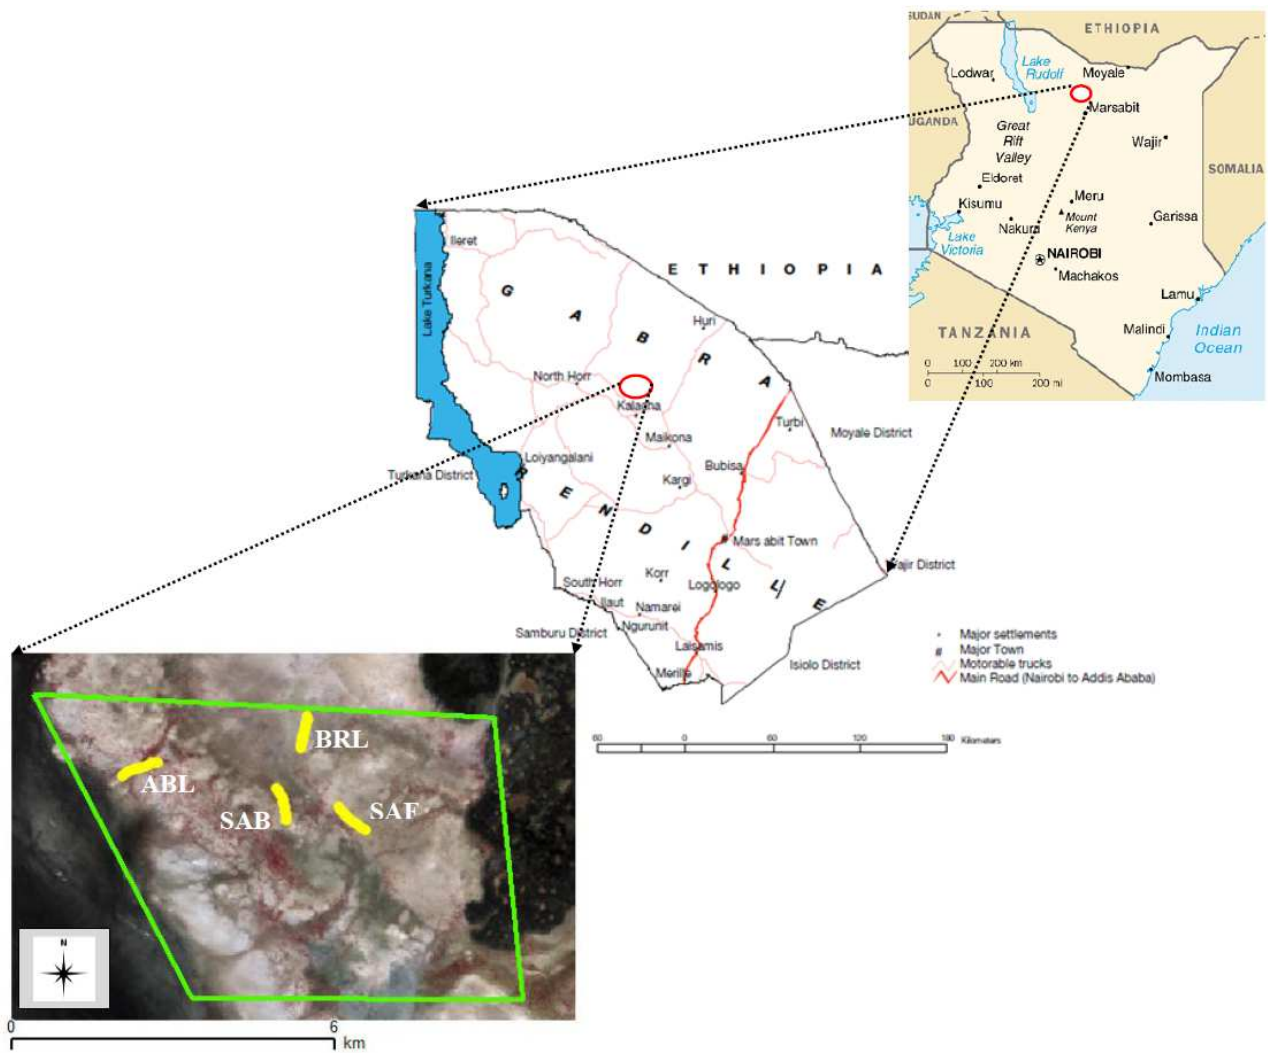 SUDAN
ETHIOPIA
Lake
Rudolf
Lodwar
Moyale
Marsabit
UGANDA
Great
Rift
Valley
Wajir
SOMALIA
Eldoret
Kisumu
Meru
Mount
Kenya
Garissa
Nakuru
Lake
Victoria
NAIROBI
Machakos
Lamu
TANZANIA
Malindi
Indian
Ocean
Mombasa
0 100 200 km
0 100 200 mi
Ileret
Lake Turkana
E T H I O P I A
G A B R A
Huri
North Horr
Kalacha
Turbi
Moyale District
Maikona
Loiyangalani
Bubisa
Turkana District
Kargi
R E N D I L L E
Mars abit Town
Wajir District
Korr
South Horr
Logologo
Ilaut
Namarei
Samburu District
Ngurunit
Laisamis
Isiolo District
Merille
Major settlements
Major Town
Motorable trucks
Main Road (Nairobi to Addis Ababa)
60 0 60 120 180 Kilometers
BRL
ABL
SAB
SAF
N
0 6
km